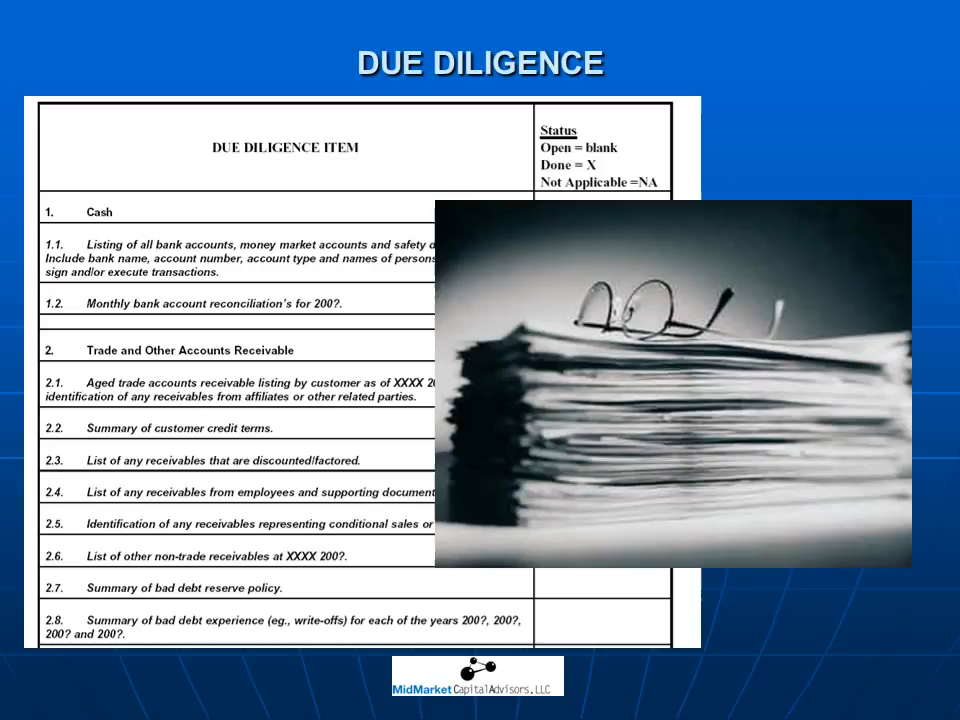 DUE DILIGENCE
DUE DILIGENCE ITEM
Status
Open = blank
Done = X
Not Applicable =NA
1. Cash
1.1. Listing of all bank accounts, money market accounts and safety
Include bank name, account number, account type and names of persons
sign and/or execute transactions.
1.2. Monthly bank account reconciliation's for 200?.
2. Trade and Other Accounts Receivable
2.1. Aged trade accounts receivable listing by customer as of XXXX
identification of any receivables from affiliates or other related parties.
2.2. Summary of customer credit terms.
2.3. List of any receivables that are discounted/factored.
2.4. List of any receivables from employees and supporting
2.5. Identification of any receivables representing conditional sales or
2.6. List of other non-trade receivables at XXXX 200?.
2.7. Summary of bad debt reserve policy.
2.8. Summary of bad debt experience (eg., write-offs) for each of the years 200?, 200?,
200? and 200?.
MidMarket CapitalAdvisors, LLC